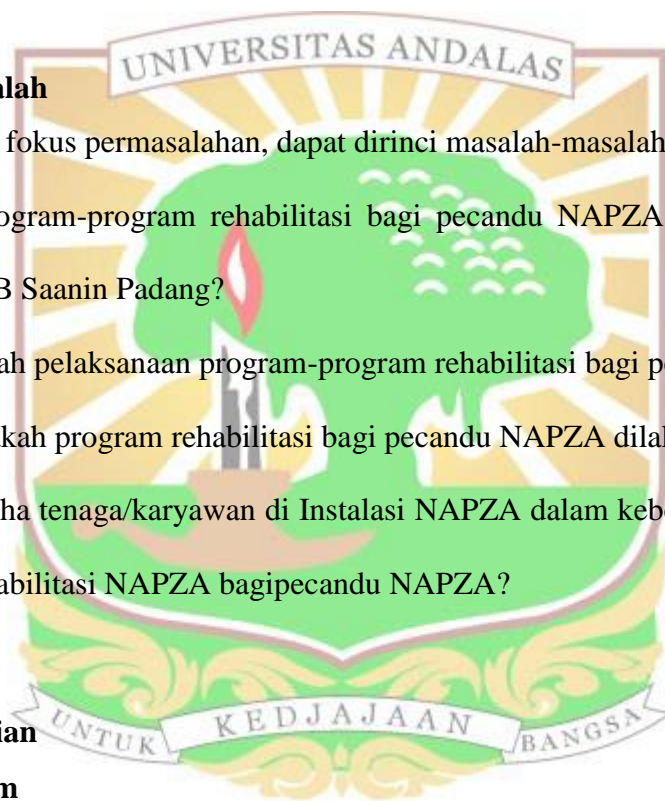 UNIVERSITAS ANDALAS
alah
fokus permasalahan, dapat dirinci masalah-masalah
ogram-program rehabilitasi bagi pecandu NAPZA
B Saanin Padang?
ah pelaksanaan program-program rehabilitasi bagi pe
akah program rehabilitasi bagi pecandu NAPZA dila
ha tenaga/karyawan di Instalasi NAPZA dalam keb
abilitasi NAPZA bagipecandu NAPZA?
UNTUK KEDJAJAAN BANGSA
ian
m